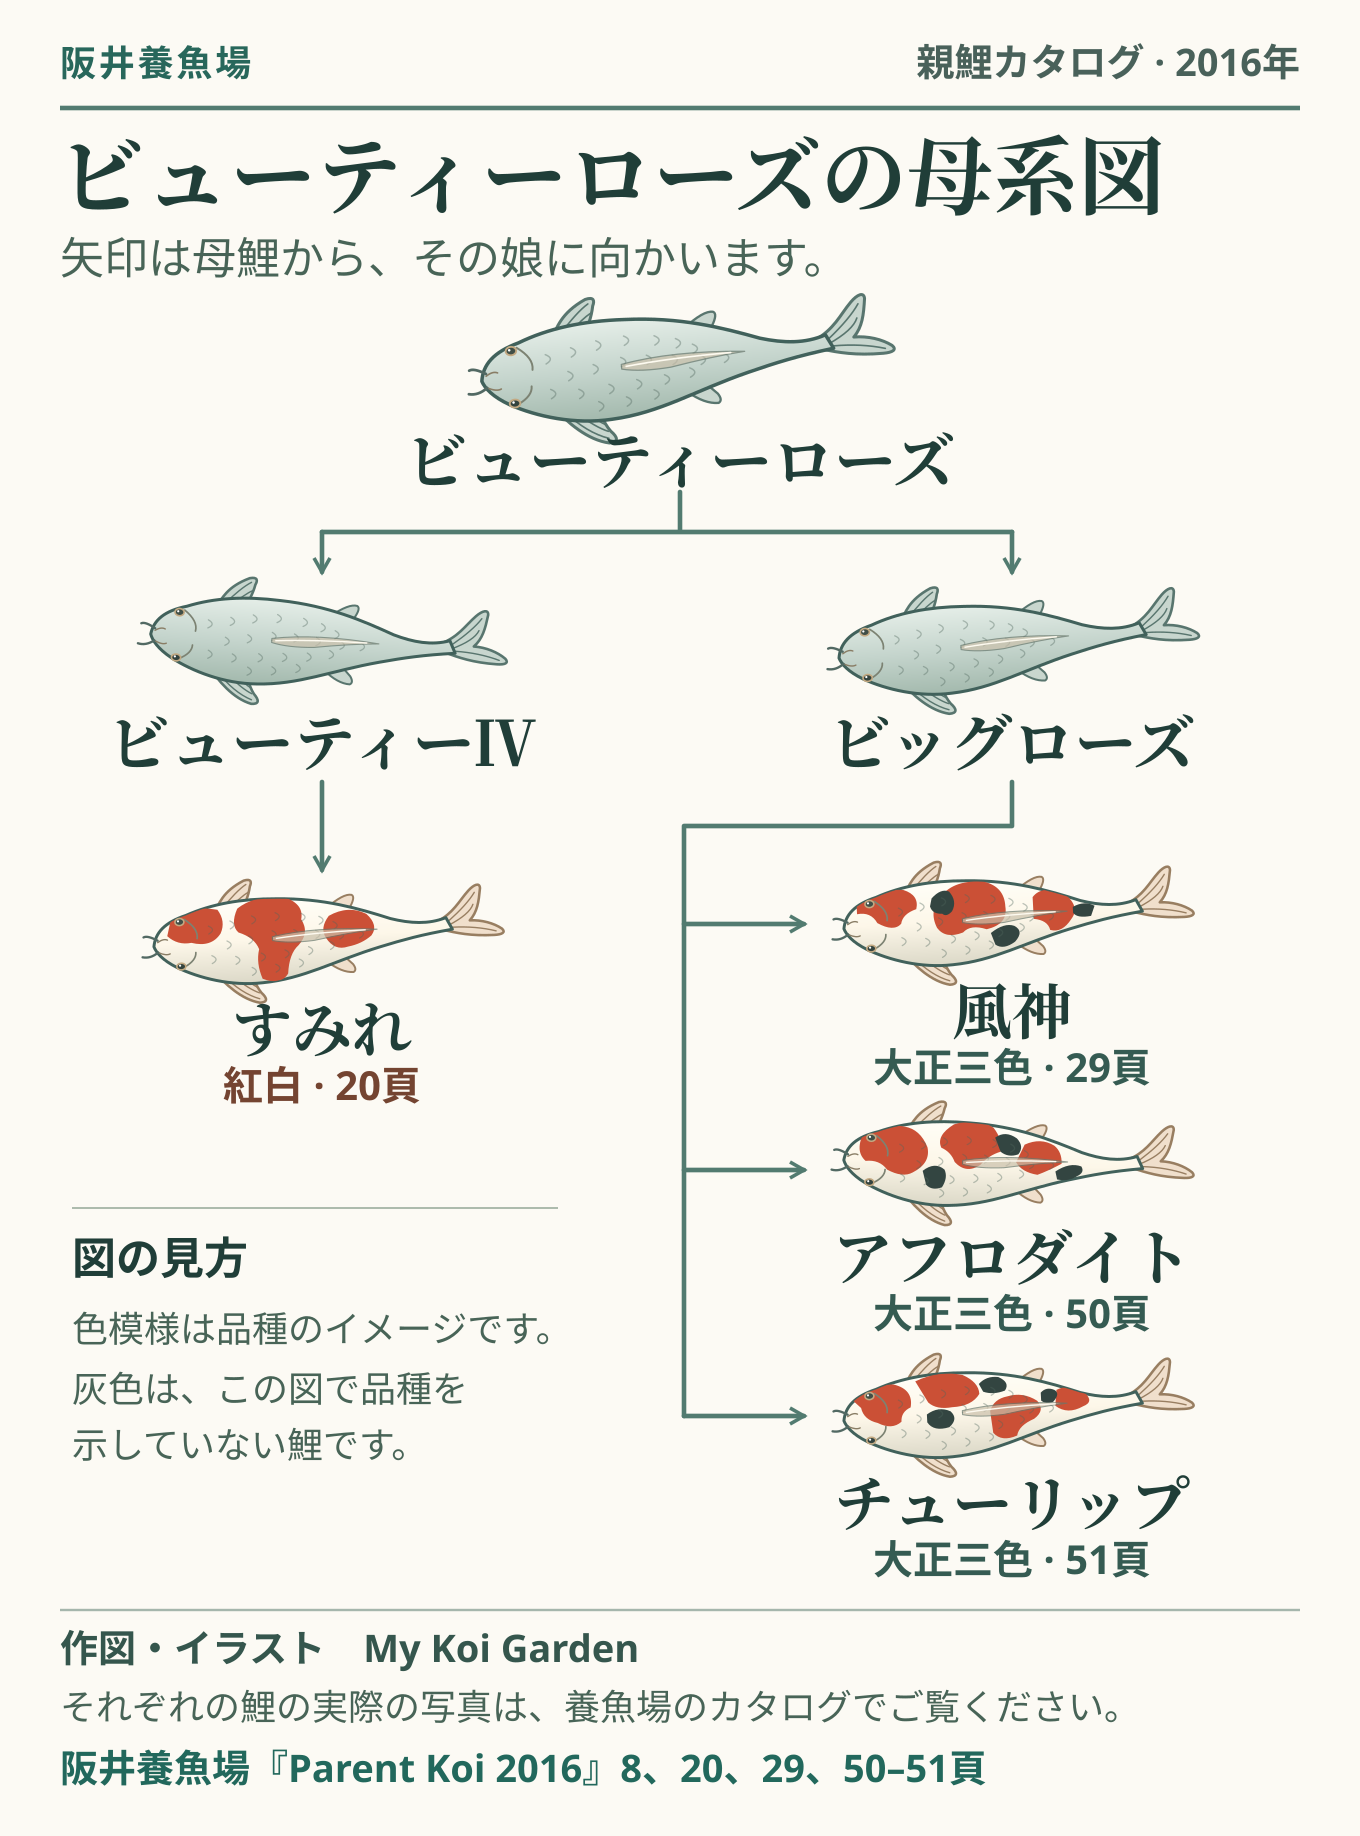 阪井養魚場
親鯉カタログ · 2016年
ビューティーローズの母系図
矢印は母鯉から、その娘に向かいます。
ビューティーローズ
ビューティーIV
ビッグローズ
すみれ
紅白 · 20頁
風神
大正三色 · 29頁
アフロダイト
大正三色 · 50頁
チューリップ
大正三色 · 51頁
図の見方
色模様は品種のイメージです。
灰色は、この図で品種を
示していない鯉です。
作図・イラスト　My Koi Garden
それぞれの鯉の実際の写真は、養魚場のカタログでご覧ください。
阪井養魚場『Parent Koi 2016』8、20、29、50–51頁